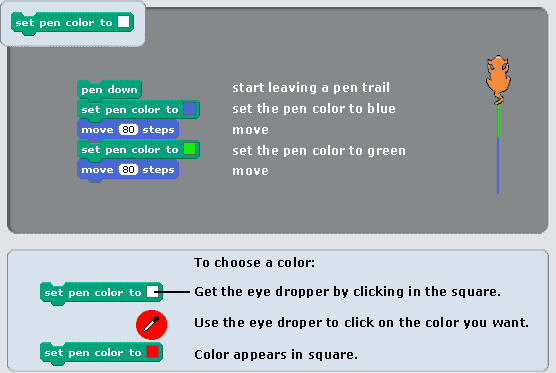 set pen color to
pen down start leaving a pen trail
set pen color to set the pen color to blue
move 80 steps move
set pen color to set the pen color to green
move 80 steps move
To choose a color:
set pen color to Get the eye dropper by clicking in the square.
Use the eye droper to click on the color you want.
set pen color to Color appears in square.